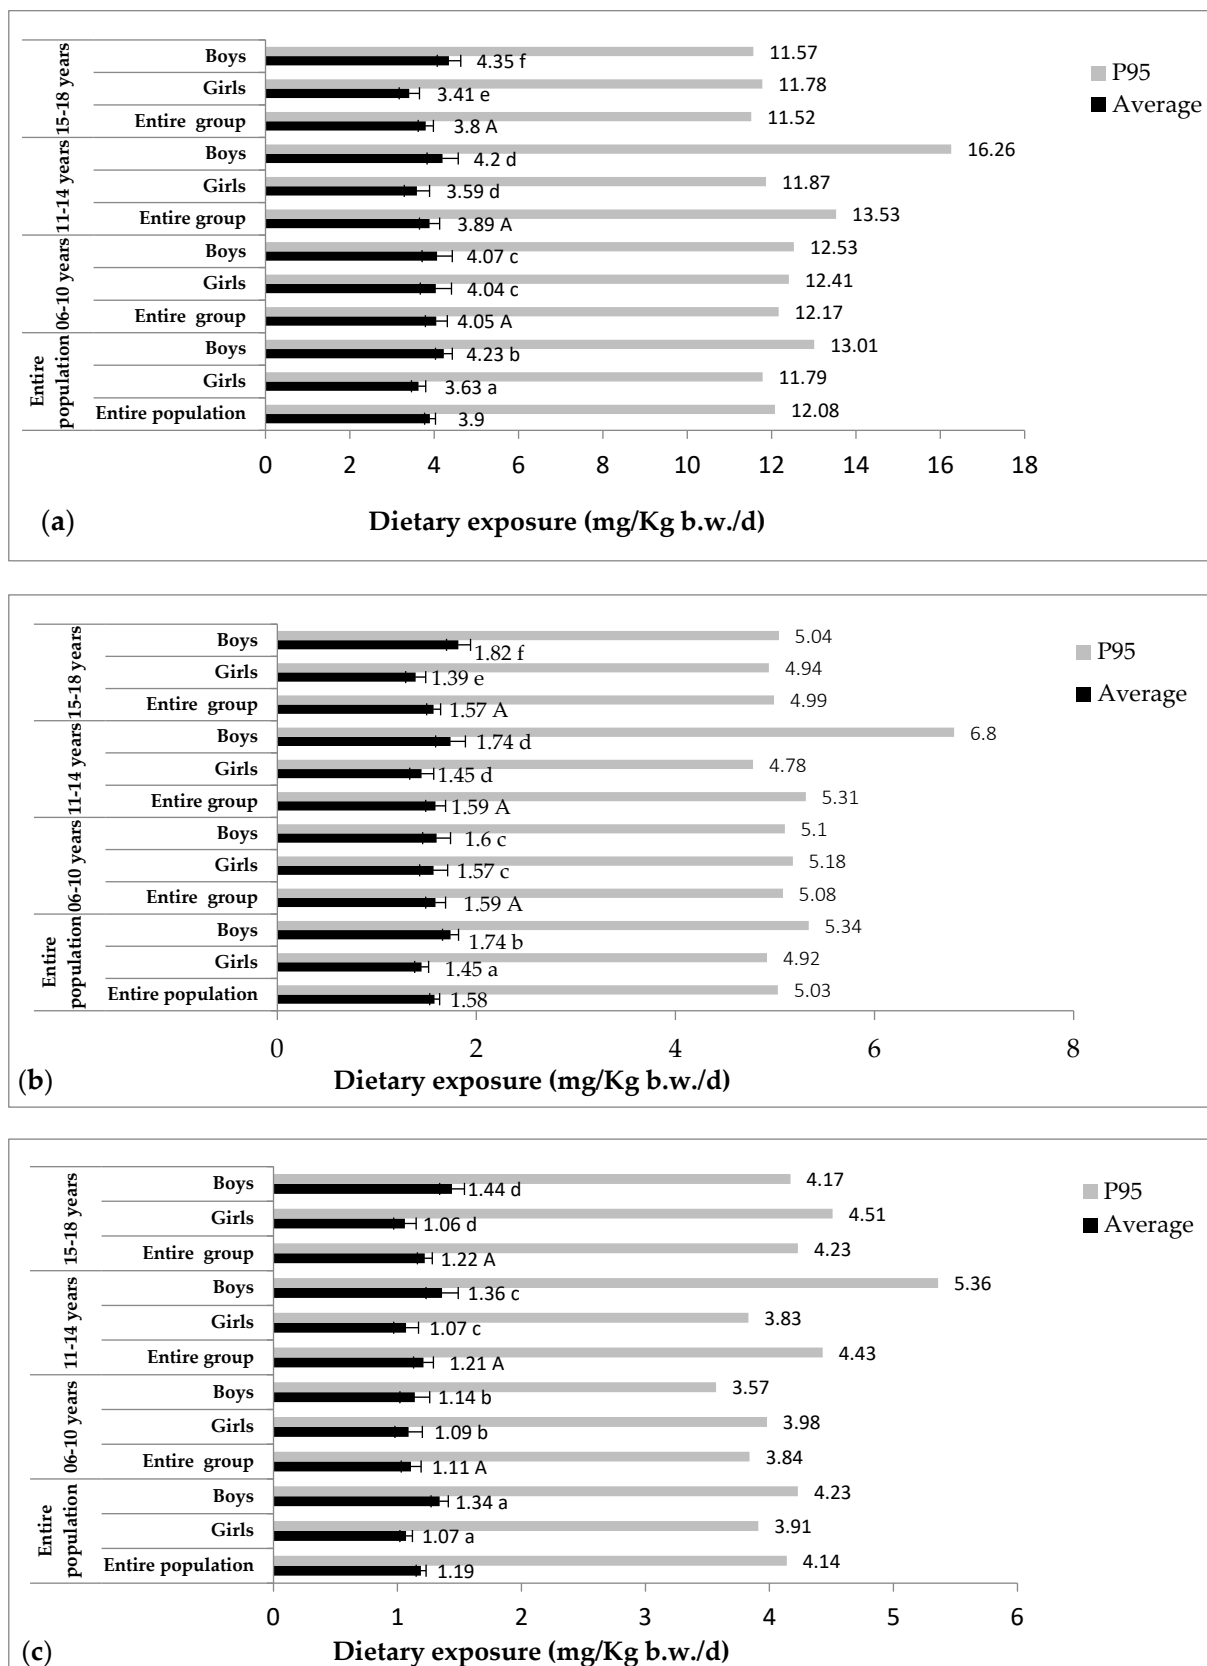 15-18 years
Boys
11.57
4.35 f
Girls
11.78
3.41 e
Entire group
11.52
3.8 A
11-14 years
Boys
16.26
4.2 d
Girls
11.87
3.59 d
Entire group
13.53
3.89 A
06-10 years
Boys
12.53
4.07 c
Girls
12.41
4.04 c
Entire group
12.17
4.05 A
Entire
population
Boys
13.01
4.23 b
Girls
11.79
3.63 a
Entire population
12.08
3.9
P95
Average
0 2 4 6 8 10 12 14 16 18
(a)
Dietary exposure (mg/Kg b.w./d)
15-18 years
Boys
5.04
1.82 f
Girls
4.94
1.39 e
Entire group
4.99
1.57 A
11-14 years
Boys
6.8
1.74 d
Girls
4.78
1.45 d
Entire group
5.31
1.59 A
06-10 years
Boys
5.1
1.6 c
Girls
5.18
1.57 c
Entire group
5.08
1.59 A
Entire
population
Boys
5.34
1.74 b
Girls
4.92
1.45 a
Entire population
5.03
1.58
P95
Average
0 2 4 6 8
(b)
Dietary exposure (mg/Kg b.w./d)
15-18 years
Boys
4.17
1.44 d
Girls
4.51
1.06 d
Entire group
4.23
1.22 A
11-14 years
Boys
5.36
1.36 c
Girls
3.83
1.07 c
Entire group
4.43
1.21 A
06-10 years
Boys
3.57
1.14 b
Girls
3.98
1.09 b
Entire group
3.84
1.11 A
Entire
population
Boys
4.23
1.34 a
Girls
3.91
1.07 a
Entire population
4.14
1.19
P95
Average
0 1 2 3 4 5 6
(c)
Dietary exposure (mg/Kg b.w./d)